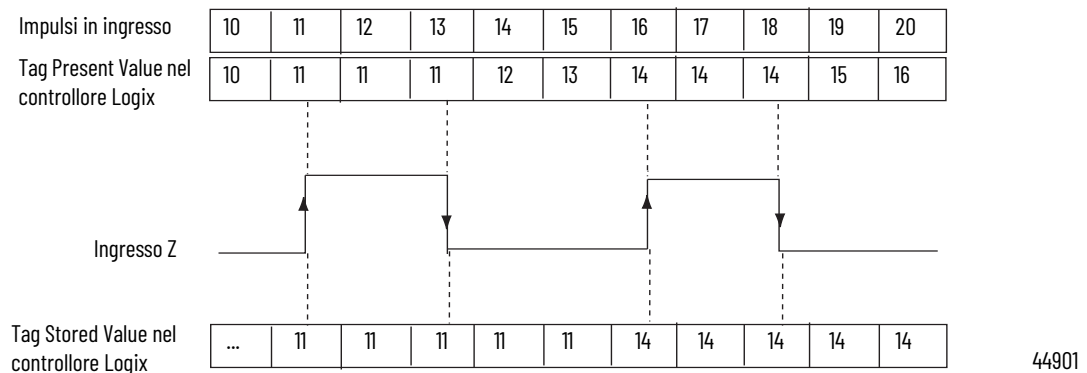 Impulsi in ingresso 10 11 12 13 14 15 16 17 18 19 20
Tag Present Value nel
controllore Logix 10 11 11 11 12 13 14 14 14 15 16
Ingresso Z
Tag Stored Value nel
controllore Logix ... 11 11 11 11 11 14 14 14 14 14
44901